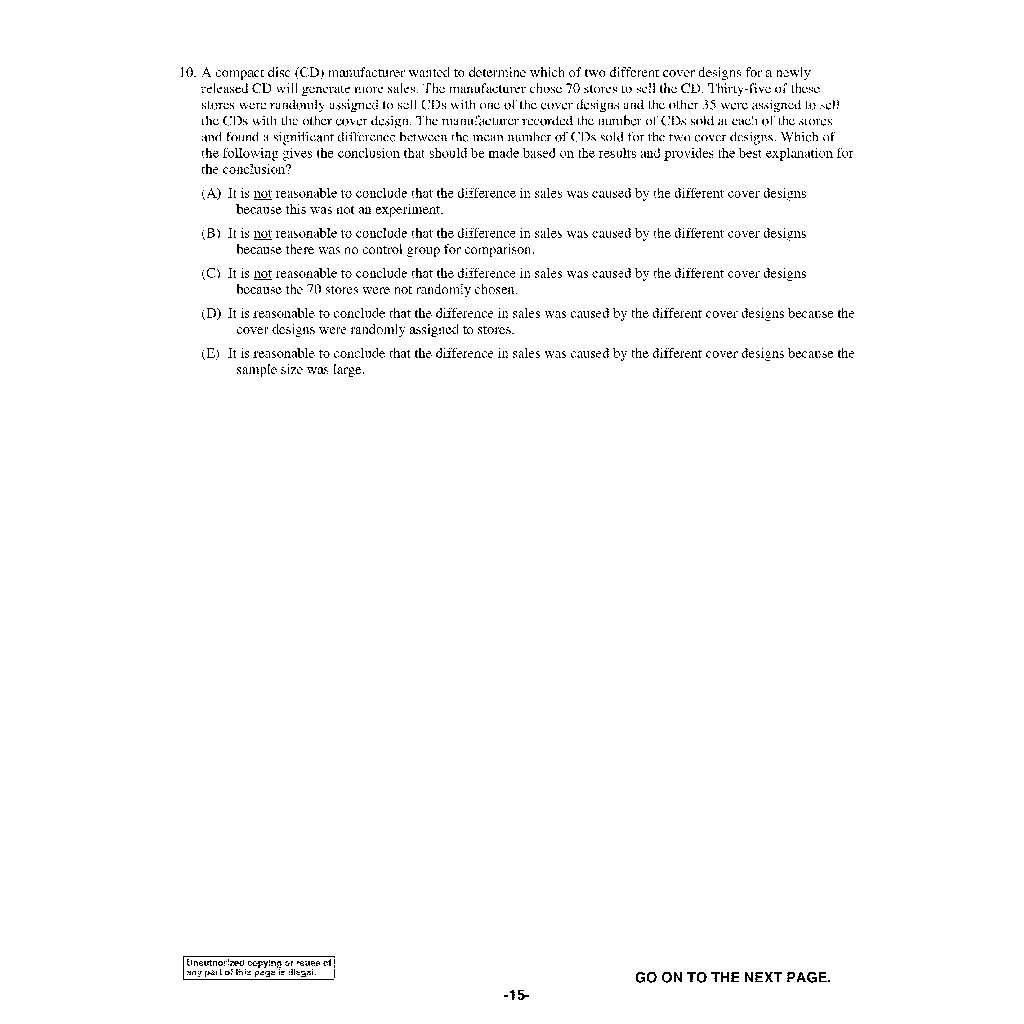 10. A compact disc (CD) manufacturer wanted to determine which of two different cover designs for a newly
released CD will generate more sales. The manufacturer chose 70 stores to sell the CD. Thirty-five of these
stores were randomly assigned to sell CDs with one of the cover designs and the other 35 were assigned to sell
the CDs with the other cover design. The manufacturer recorded the number of CDs sold at each of the stores
and found a significant difference between the mean number of CDs sold for the two cover designs. Which of
the following gives the conclusion that should be made based on the results and provides the best explanation for
the conclusion?
(A) It is not reasonable to conclude that the difference in sales was caused by the different cover designs
because this was not an experiment.
(B) It is not reasonable to conclude that the difference in sales was caused by the different cover designs
because there was no control group for comparison.
(C) It is not reasonable to conclude that the difference in sales was caused by the different cover designs
because the 70 stores were not randomly chosen.
(D) It is reasonable to conclude that the difference in sales was caused by the different cover designs because the
cover designs were randomly assigned to stores.
(E) It is reasonable to conclude that the difference in sales was caused by the different cover designs because the
sample size was large.
Unauthorized copying or reuse of
any part of this page is illegal.
GO ON TO THE NEXT PAGE.
-15-